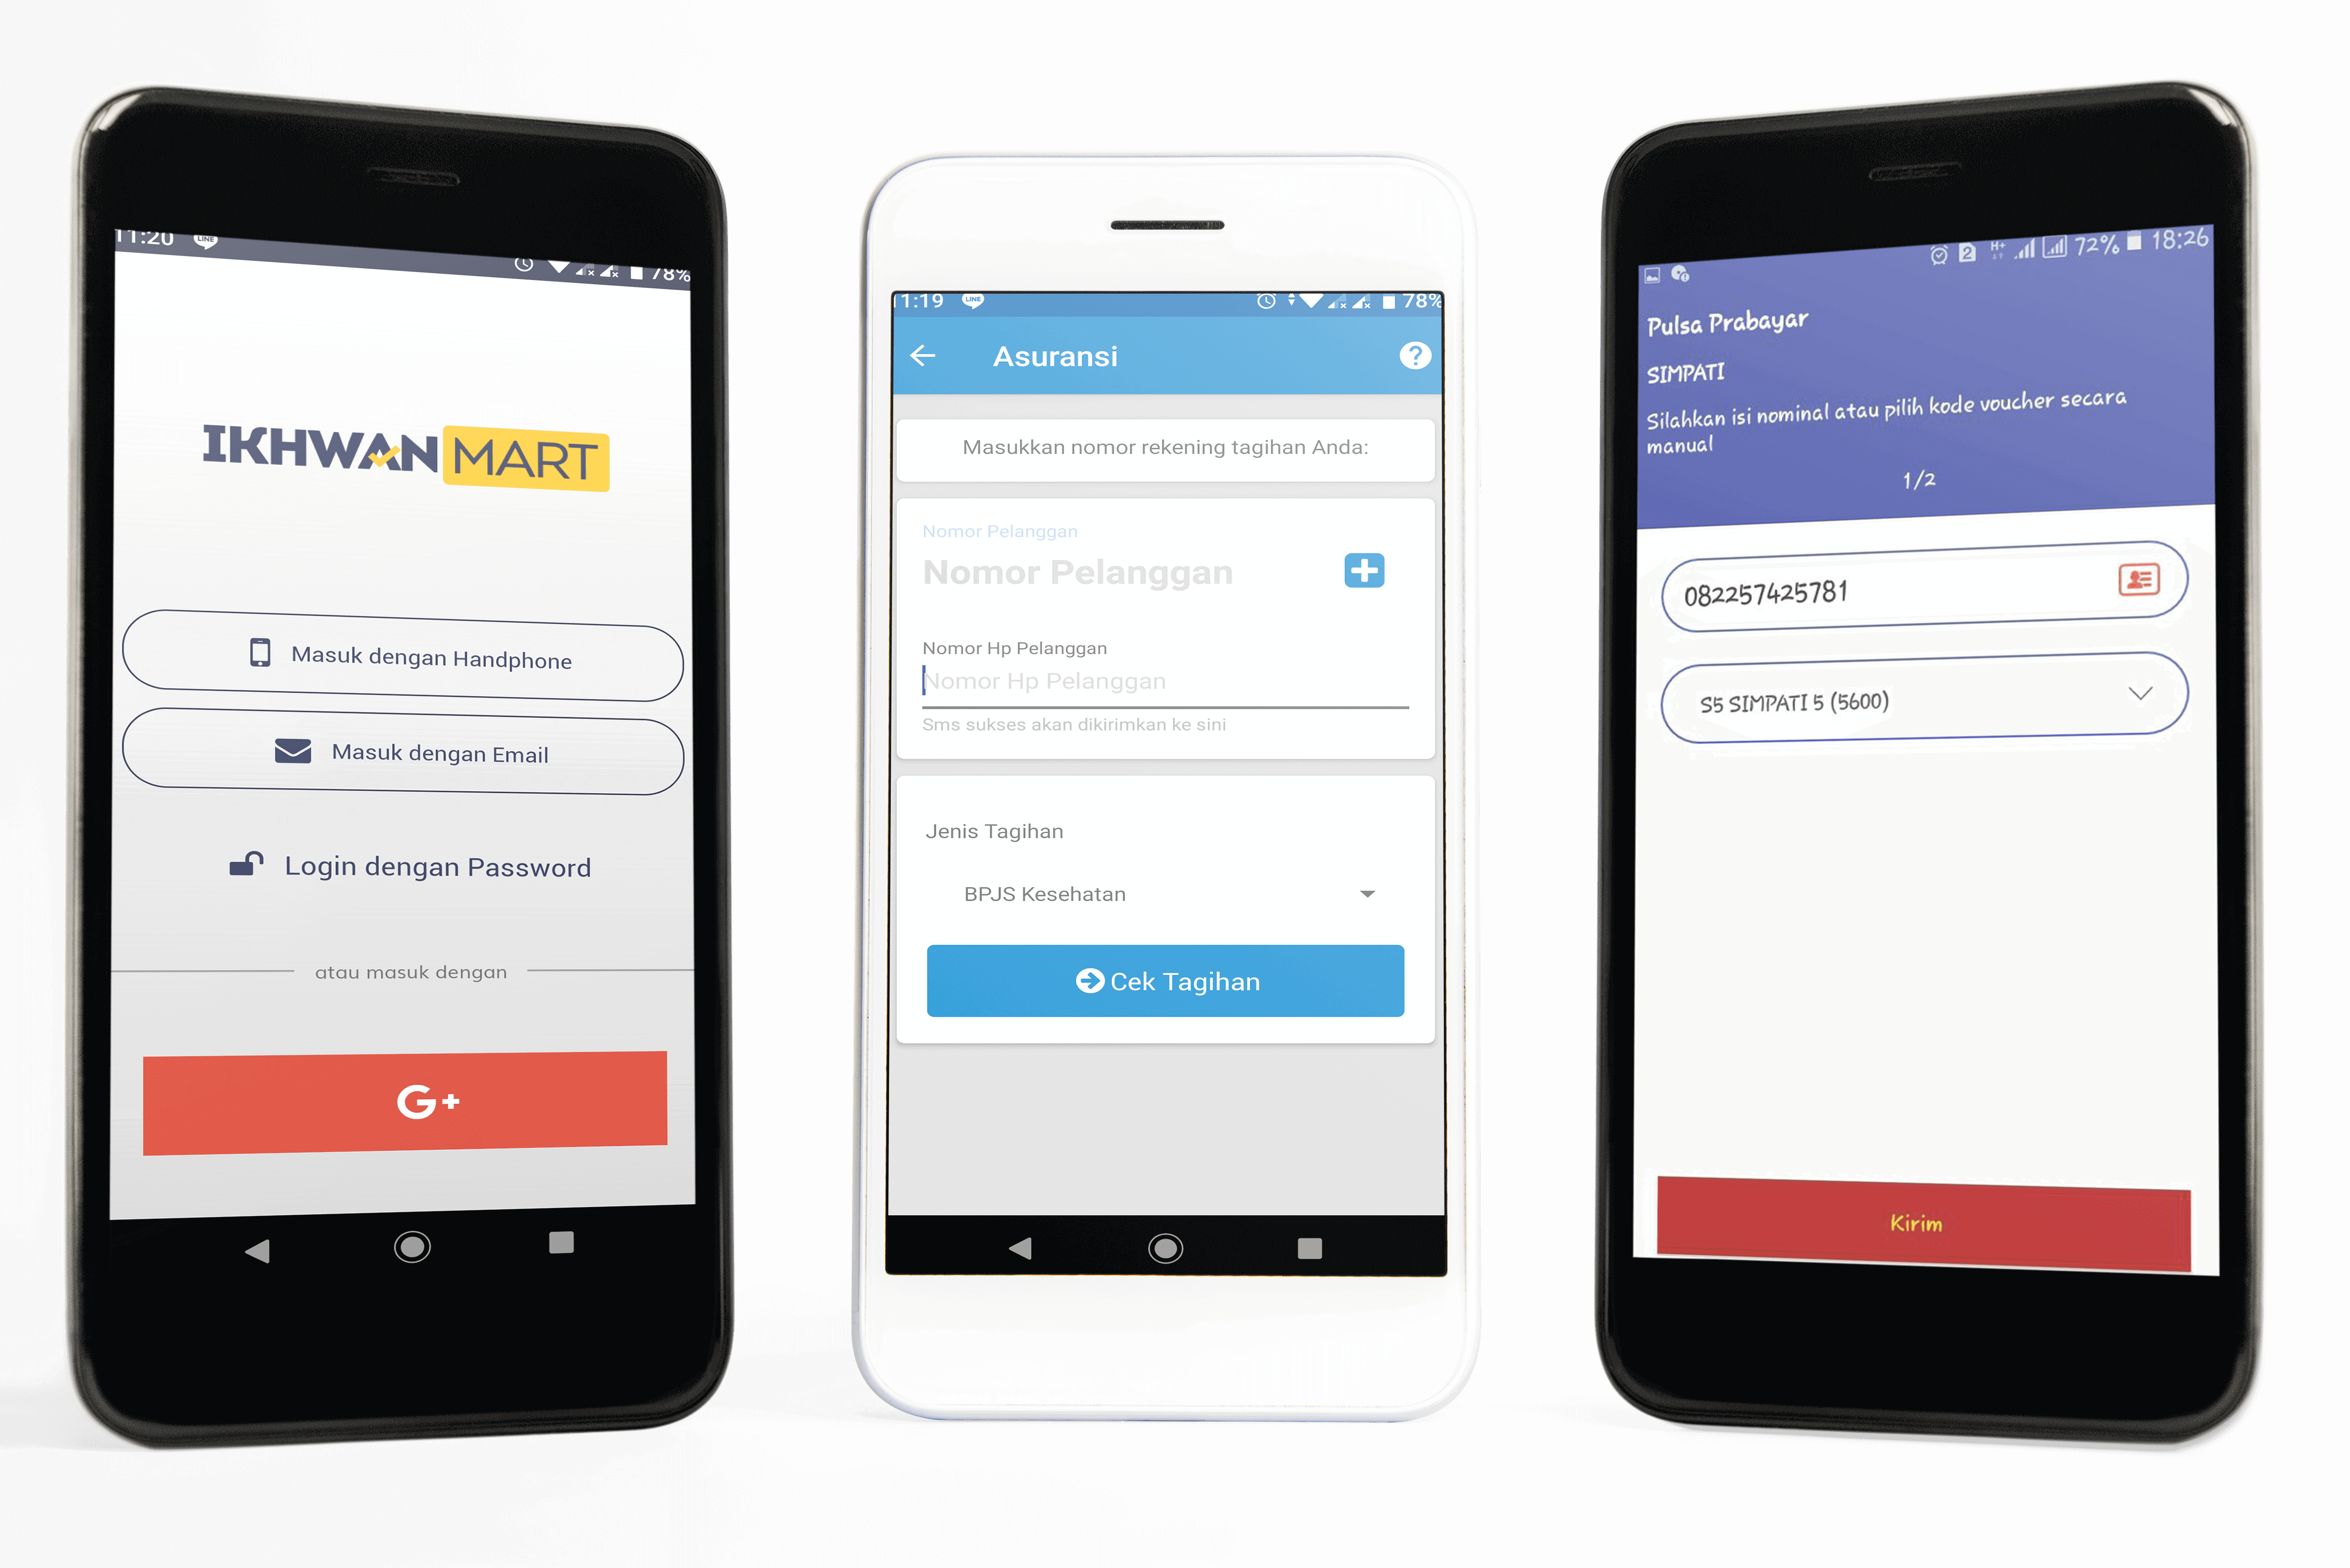 11:20 LINE 78%
IKHWAN MART
Masuk dengan Handphone
Masuk dengan Email
Login dengan Password
atau masuk dengan
G+
11:19 LINE 78%
Asuransi ?
Masukkan nomor rekening tagihan Anda:
Nomor Pelanggan
Nomor Pelanggan
Nomor Hp Pelanggan
Nomor Hp Pelanggan
Sms sukses akan dikirimkan ke sini
Jenis Tagihan
BPJS Kesehatan
Cek Tagihan
2 H+ 72% 18:26
Pulsa Prabayar
SIMPATI
Silahkan isi nominal atau pilih kode voucher secara
manual
1/2
082257425781
S5 SIMPATI 5 (5600)
Kirim